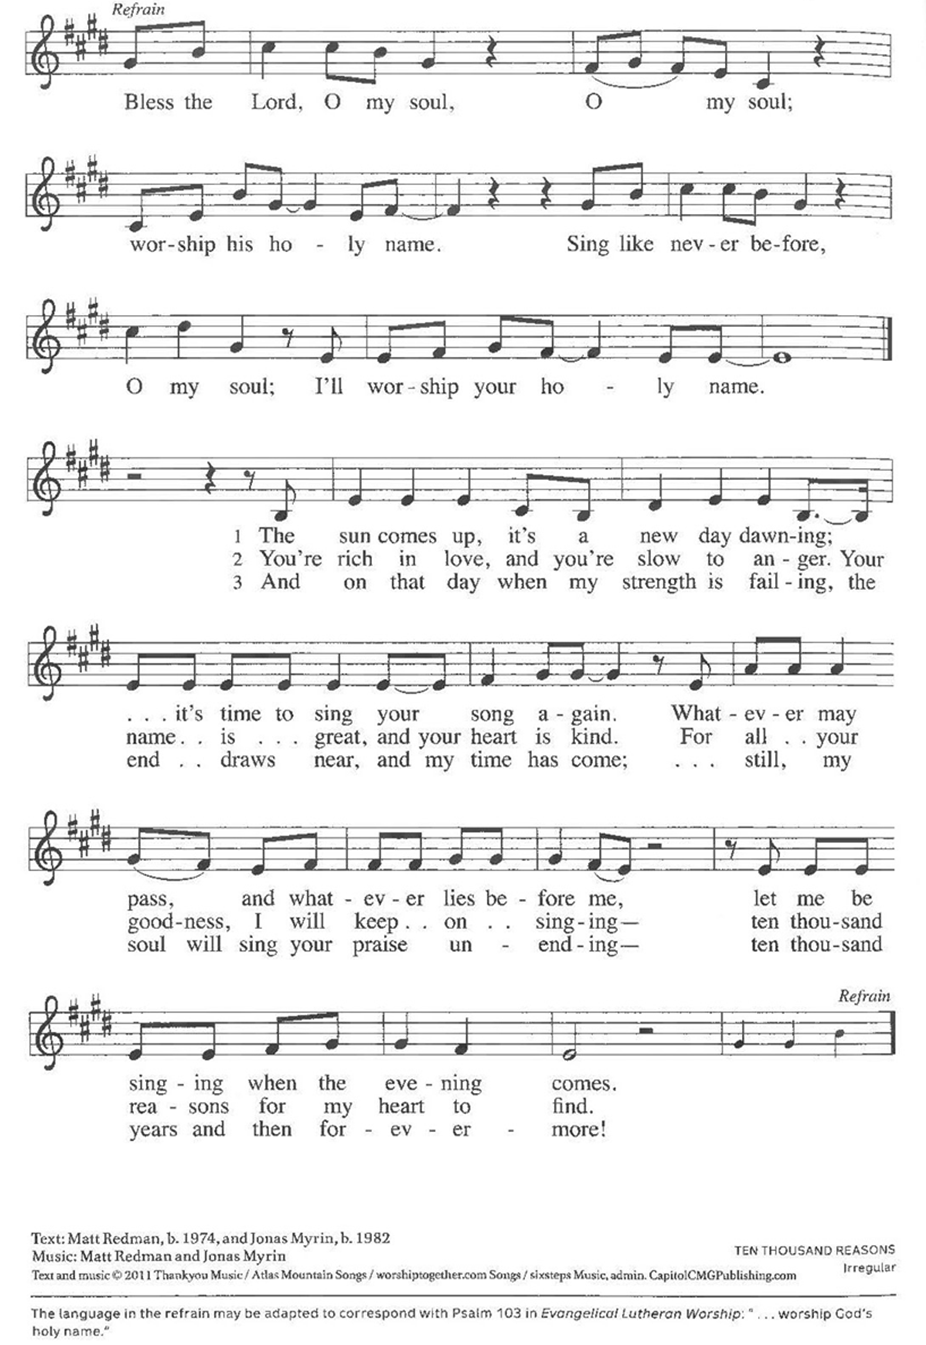 Refrain
Bless the Lord, O my soul, O my soul;
wor - ship his ho - ly name. Sing like nev - er be - fore,
O my soul; I'll wor - ship your ho - ly name.
1 The sun comes up, it's a new day dawn - ing;
2 You're rich in love, and you're slow to an - ger. Your
3 And on that day when my strength is fail - ing, the
. . . it's time to sing your song a - gain. What - ev - er may
name . . is . . . great, and your heart is kind. For all . . your
end . . draws near, and my time has come; . . . still, my
pass, and what - ev - er lies be - fore me, let me be
good - ness, I will keep . . on . . sing - ing— ten thou - sand
soul will sing your praise un - end - ing— ten thou - sand
Refrain
sing - ing when the eve - ning comes.
rea - sons for my heart to find.
years and then for - ev - er - more!
Text: Matt Redman, b. 1974, and Jonas Myrin, b. 1982
Music: Matt Redman and Jonas Myrin
TEN THOUSAND REASONS
Irregular
Text and music © 2011 Thankyou Music / Atlas Mountain Songs / worshiptogether.com Songs / sixsteps Music, admin. CapitolCMGPublishing.com
The language in the refrain may be adapted to correspond with Psalm 103 in Evangelical Lutheran Worship: " . . . worship God's
holy name."